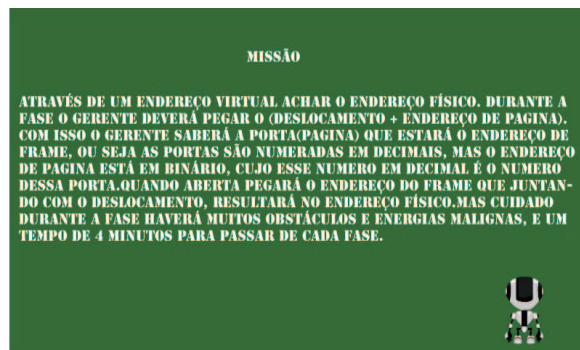 MISSÃO
ATRAVÉS DE UM ENDEREÇO VIRTUAL ACHAR O ENDEREÇO FÍSICO. DURANTE A
FASE O GERENTE DEVERÁ PEGAR O (DESLOCAMENTO + ENDEREÇO DE PAGINA).
COM ISSO O GERENTE SABERÁ A PORTA(PAGINA) QUE ESTARÁ O ENDEREÇO DE
FRAME, OU SEJA AS PORTAS SÃO NUMERADAS EM DECIMAIS, MAS O ENDEREÇO
DE PAGINA ESTÁ EM BINÁRIO, CUJO ESSE NUMERO EM DECIMAL É O NUMERO
DESSA PORTA.QUANDO ABERTA PEGARÁ O ENDEREÇO DO FRAME QUE JUNTAN-
DO COM O DESLOCAMENTO, RESULTARÁ NO ENDEREÇO FÍSICO.MAS CUIDADO
DURANTE A FASE HAVERÁ MUITOS OBSTÁCULOS E ENERGIAS MALIGNAS, E UM
TEMPO DE 4 MINUTOS PARA PASSAR DE CADA FASE.